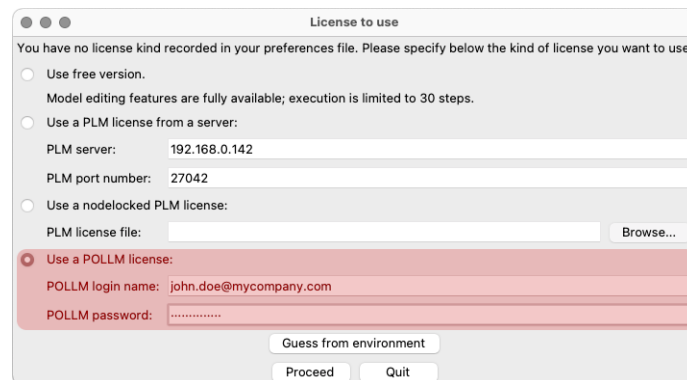 License to use
You have no license kind recorded in your preferences file. Please specify below the kind of license you want to use
Use free version.
Model editing features are fully available; execution is limited to 30 steps.
Use a PLM license from a server:
PLM server: 192.168.0.142
PLM port number: 27042
Use a nodelocked PLM license:
PLM license file: Browse...
Use a POLLM license:
POLLM login name: john.doe@mycompany.com
POLLM password: ··············
Guess from environment
Proceed Quit